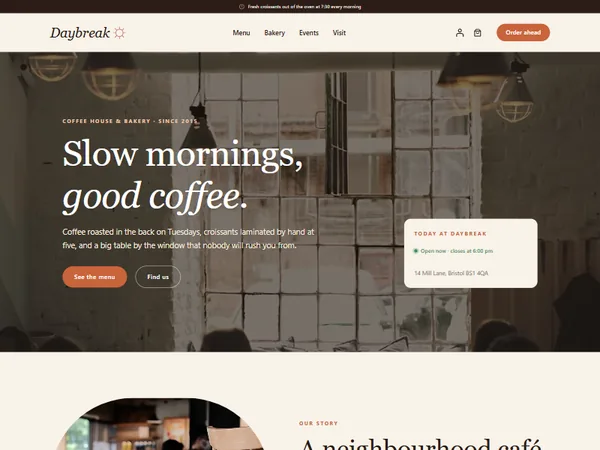 Fresh croissants out of the oven at 7:30 every morning
Daybreak
Menu
Bakery
Events
Visit
Order ahead
COFFEE HOUSE & BAKERY · SINCE 2015
Slow mornings,
good coffee.
Coffee roasted in the back on Tuesdays, croissants laminated by hand at
five, and a big table by the window that nobody will rush you from.
See the menu
Find us
TODAY AT DAYBREAK
Open now · closes at 6:00 pm
14 Mill Lane, Bristol BS1 4QA
OUR STORY
A neighbourhood café